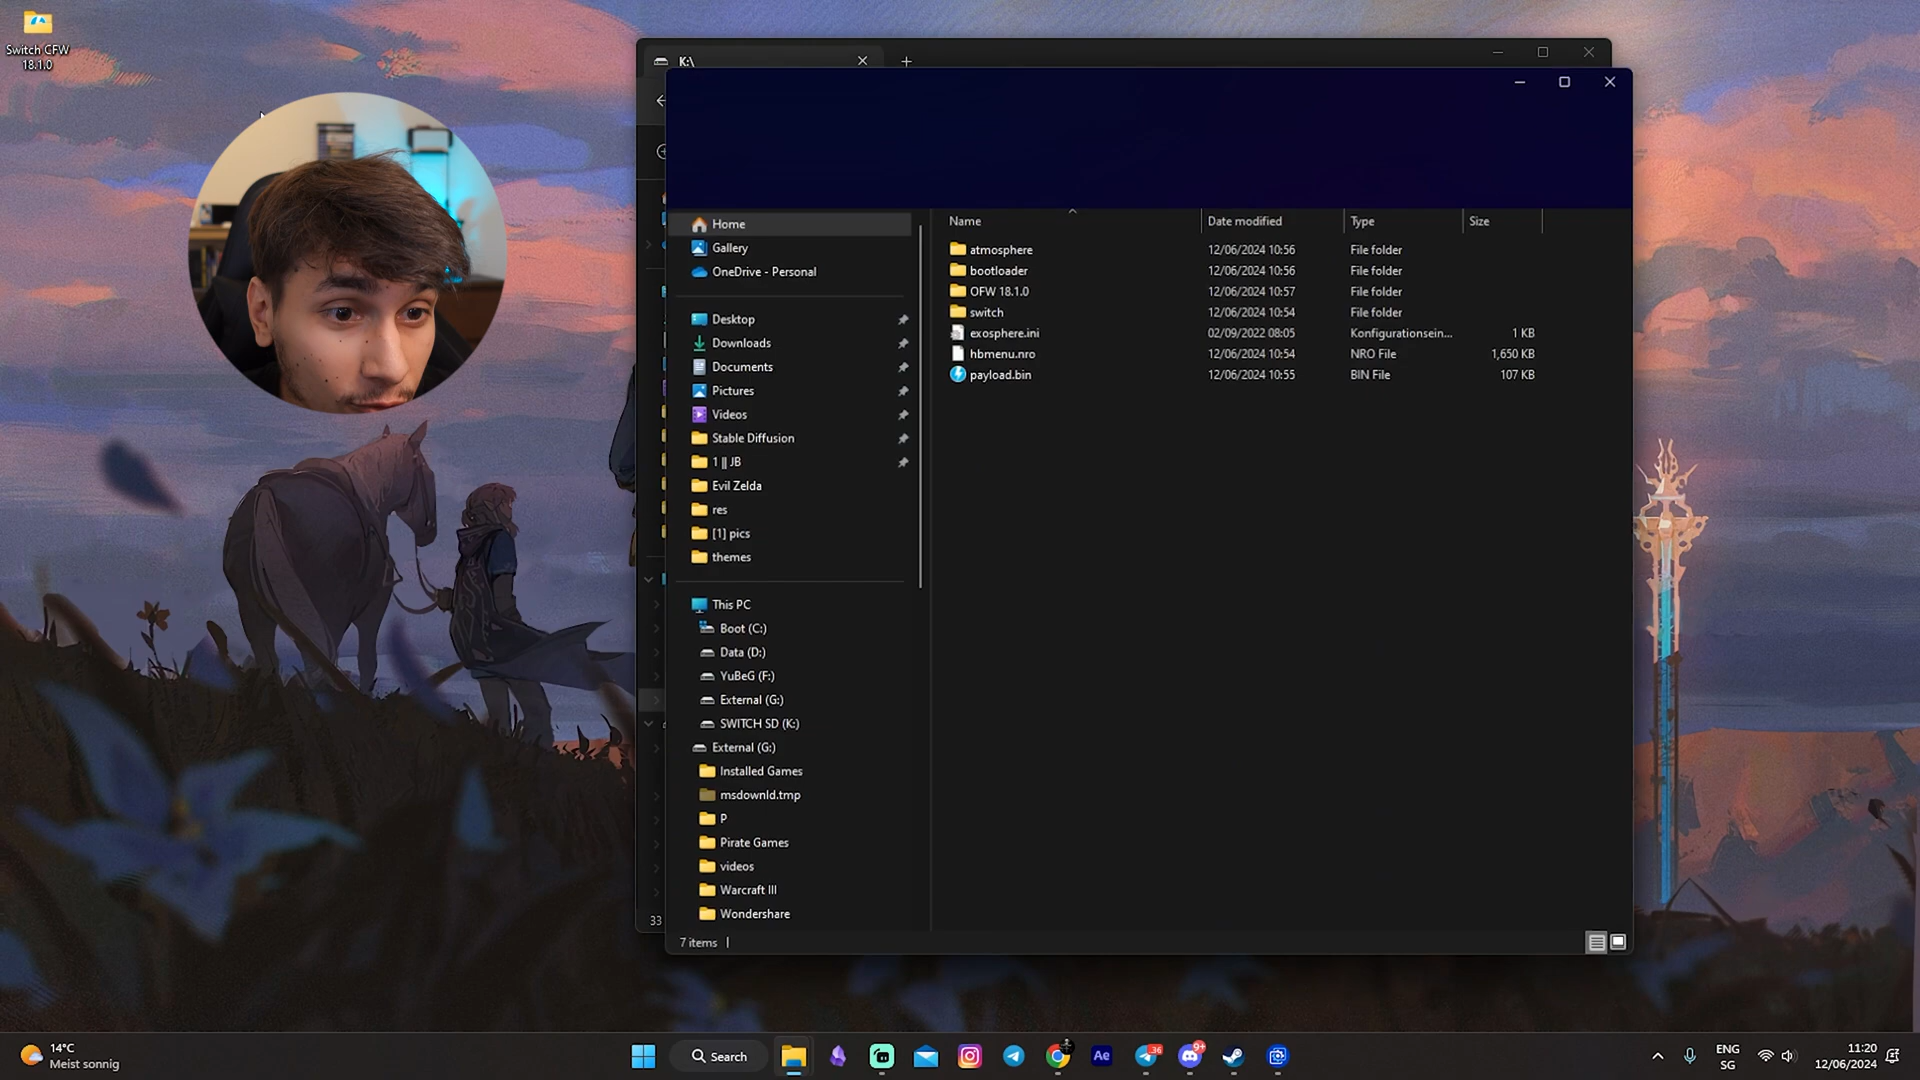 Switch CFW
18.1.0
K:\
Home
Gallery
OneDrive - Personal
Desktop
Downloads
Documents
Pictures
Videos
Stable Diffusion
1 || JB
Evil Zelda
res
[1] pics
themes
This PC
Boot (C:)
Data (D:)
YuBeG (F:)
External (G:)
SWITCH SD (K:)
External (G:)
Installed Games
msdownld.tmp
P
Pirate Games
videos
Warcraft III
Wondershare
Name Date modified Type Size
atmosphere 12/06/2024 10:56 File folder
bootloader 12/06/2024 10:56 File folder
OFW 18.1.0 12/06/2024 10:57 File folder
switch 12/06/2024 10:54 File folder
exosphere.ini 02/09/2022 08:05 Konfigurationsein... 1 KB
hbmenu.nro 12/06/2024 10:54 NRO File 1,650 KB
payload.bin 12/06/2024 10:55 BIN File 107 KB
33
7 items
14°C
Meist sonnig
Search
Ae
36
9+
ENG
SG
11:20
12/06/2024